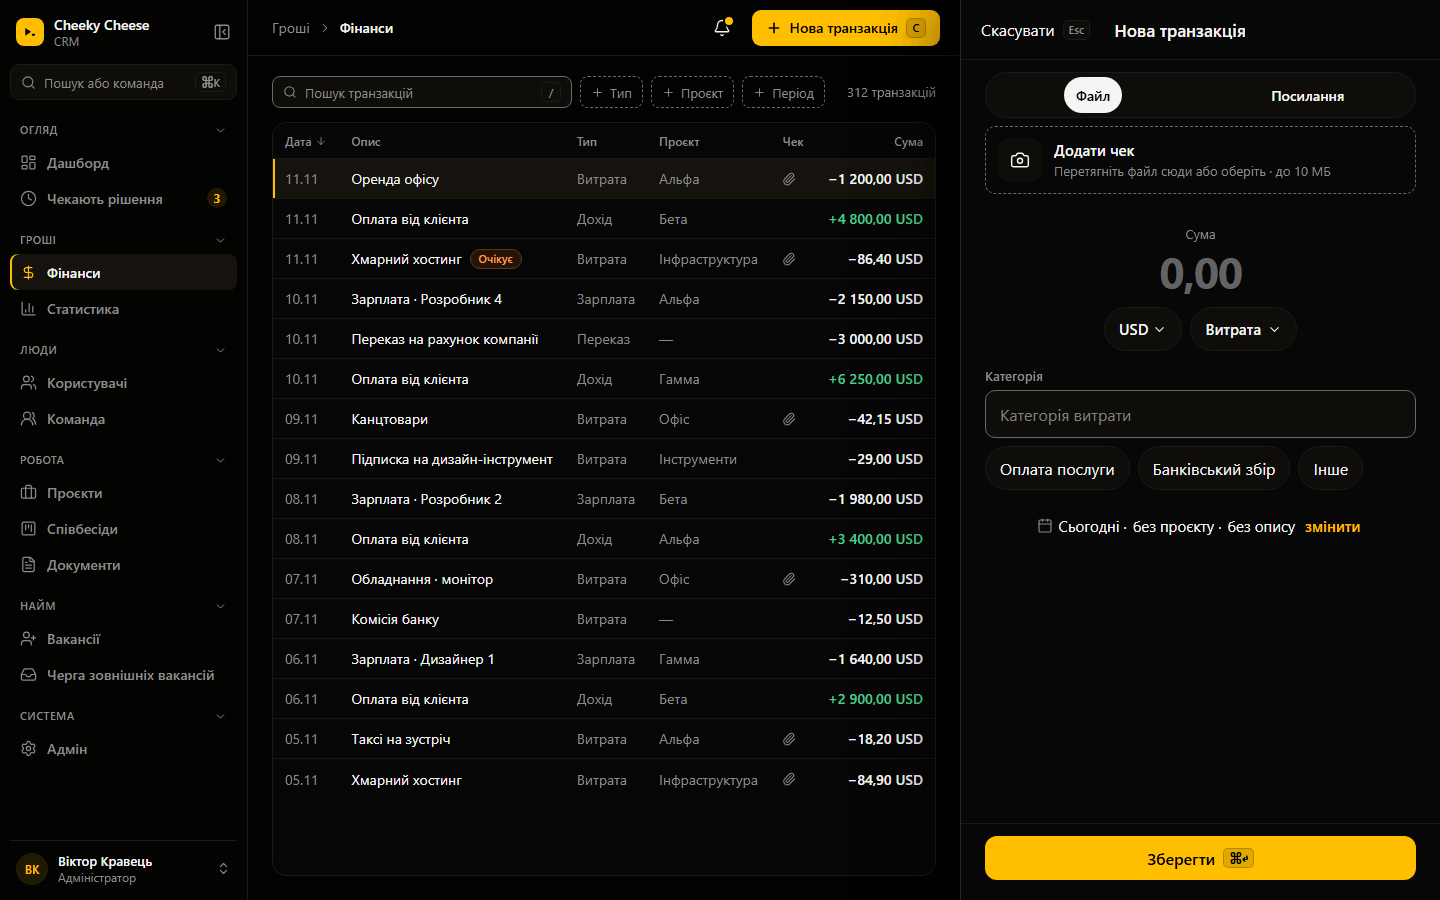 Cheeky Cheese
CRM
Пошук або команда ⌘K
ОГЛЯД
Дашборд
Чекають рішення 3
ГРОШІ
Фінанси
Статистика
ЛЮДИ
Користувачі
Команда
РОБОТА
Проєкти
Співбесіди
Документи
НАЙМ
Вакансії
Черга зовнішніх вакансій
СИСТЕМА
Адмін
ВК
Віктор Кравець
Адміністратор
Гроші > Фінанси
+ Нова транзакція C
Пошук транзакцій /
+ Тип
+ Проєкт
+ Період
312 транзакцій
Дата ↓ Опис Тип Проєкт Чек Сума
11.11 Оренда офісу Витрата Альфа −1 200,00 USD
11.11 Оплата від клієнта Дохід Бета +4 800,00 USD
11.11 Хмарний хостинг Очікує Витрата Інфраструктура −86,40 USD
10.11 Зарплата · Розробник 4 Зарплата Альфа −2 150,00 USD
10.11 Переказ на рахунок компанії Переказ — −3 000,00 USD
10.11 Оплата від клієнта Дохід Гамма +6 250,00 USD
09.11 Канцтовари Витрата Офіс −42,15 USD
09.11 Підписка на дизайн-інструмент Витрата Інструменти −29,00 USD
08.11 Зарплата · Розробник 2 Зарплата Бета −1 980,00 USD
08.11 Оплата від клієнта Дохід Альфа +3 400,00 USD
07.11 Обладнання · монітор Витрата Офіс −310,00 USD
07.11 Комісія банку Витрата — −12,50 USD
06.11 Зарплата · Дизайнер 1 Зарплата Гамма −1 640,00 USD
06.11 Оплата від клієнта Дохід Бета +2 900,00 USD
05.11 Таксі на зустріч Витрата Альфа −18,20 USD
05.11 Хмарний хостинг Витрата Інфраструктура −84,90 USD
Скасувати Esc Нова транзакція
Файл Посилання
Додати чек
Перетягніть файл сюди або оберіть · до 10 МБ
Сума
0,00
USD Витрата
Категорія
Категорія витрати
Оплата послуги Банківський збір Інше
Сьогодні · без проєкту · без опису змінити
Зберегти ⌘↵